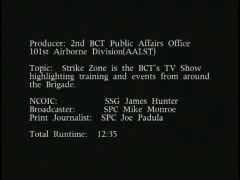 Producer: 2nd BCT Public Affairs Office
101st Airborne Division(AALST)
Topic: Strike Zone is the BCT's TV Show
highlighting training and events from around
the Brigade.
NCOIC: SSG James Hunter
Broadcaster: SPC Mike Monroe
Print Journalist: SPC Joe Padula
Total Runtime: 12:35